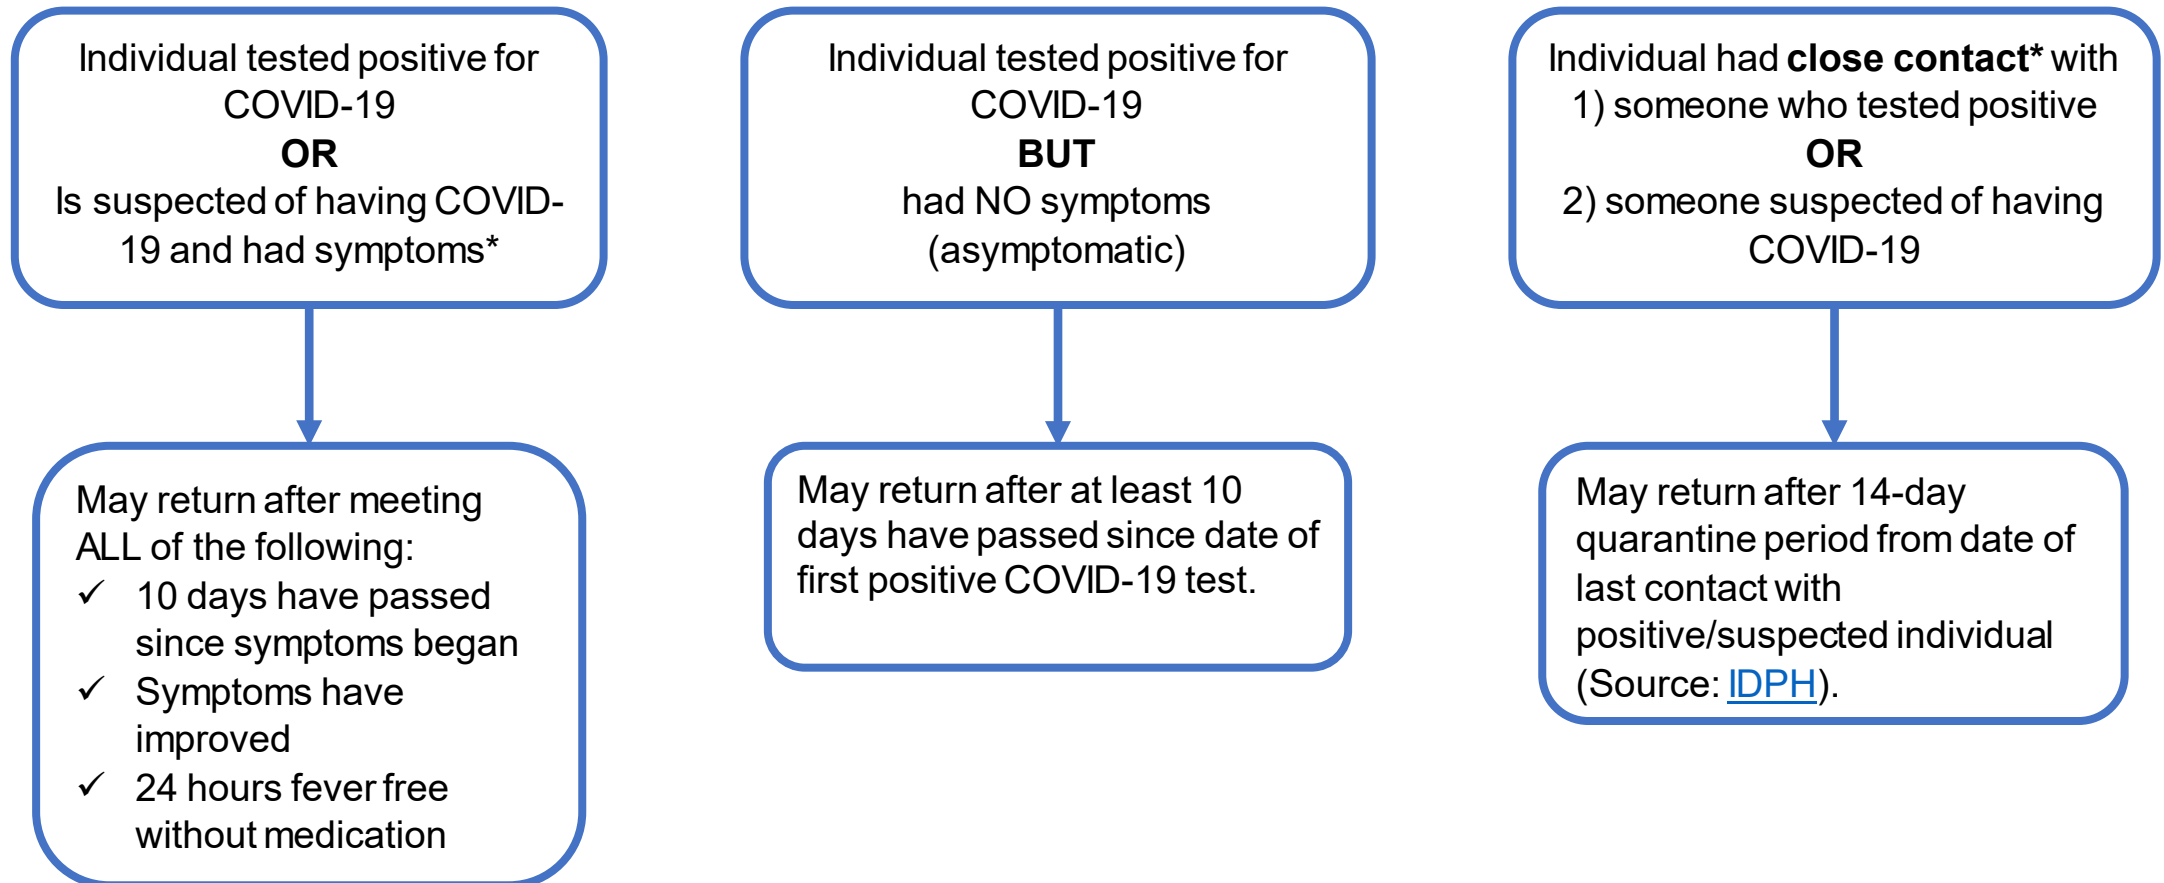 Individual tested positive for
COVID-19
OR
Is suspected of having COVID-
19 and had symptoms*
May return after meeting
ALL of the following:
✓ 10 days have passed
since symptoms began
✓ Symptoms have
improved
✓ 24 hours fever free
without medication
Individual tested positive for
COVID-19
BUT
had NO symptoms
(asymptomatic)
May return after at least 10
days have passed since date of
first positive COVID-19 test.
Individual had close contact* with
1) someone who tested positive
OR
2) someone suspected of having
COVID-19
May return after 14-day
quarantine period from date of
last contact with
positive/suspected individual
(Source: IDPH).